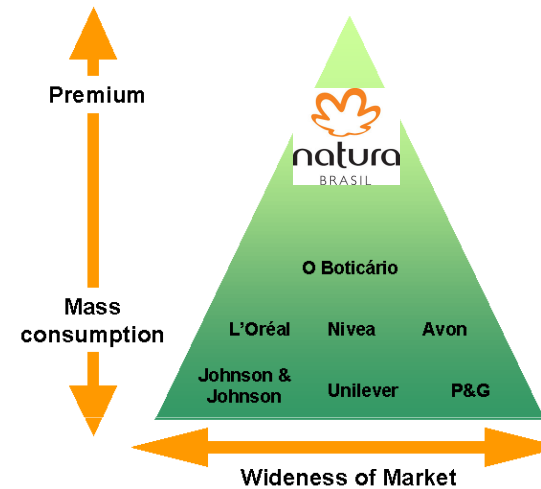 Premium
natura
BRASIL
O Boticário
Mass
consumption
L'Oréal Nivea Avon
Johnson &
Johnson
Unilever P&G
Wideness of Market